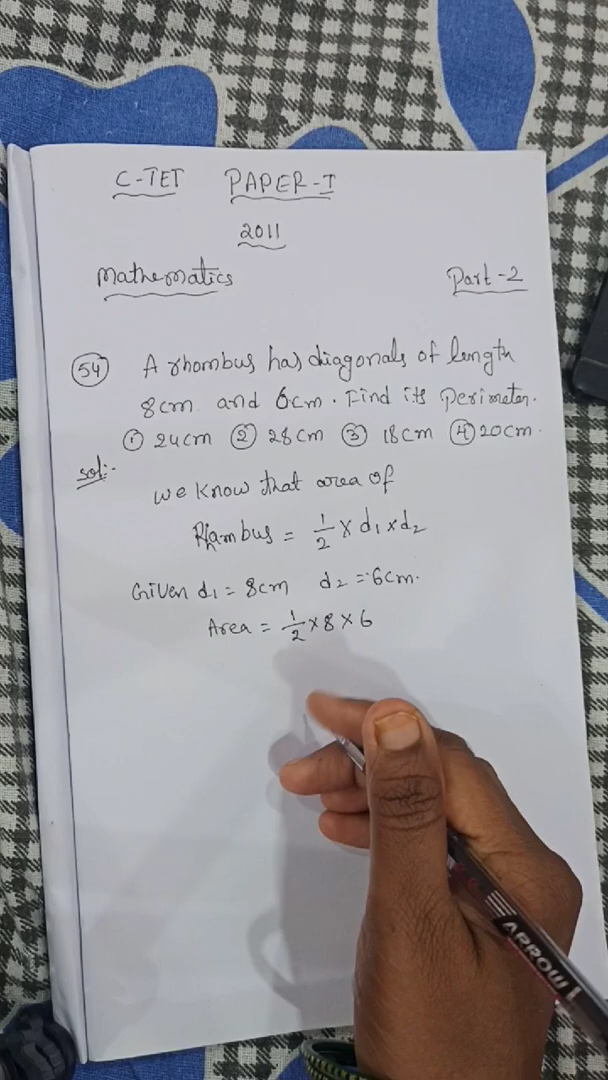 C-TET PAPER-I
2011
Mathematics Part-2
54 A rhombus has diagonals of length
8cm and 6cm. Find its perimeter.
① 24cm ② 28cm ③ 18cm ④ 20cm.
Sol:-
we know that area of
Rhambus = 1/2 × d₁ × d₂
Given d₁ = 8cm d₂ = 6cm.
Area = 1/2 × 8 × 6
ARROW